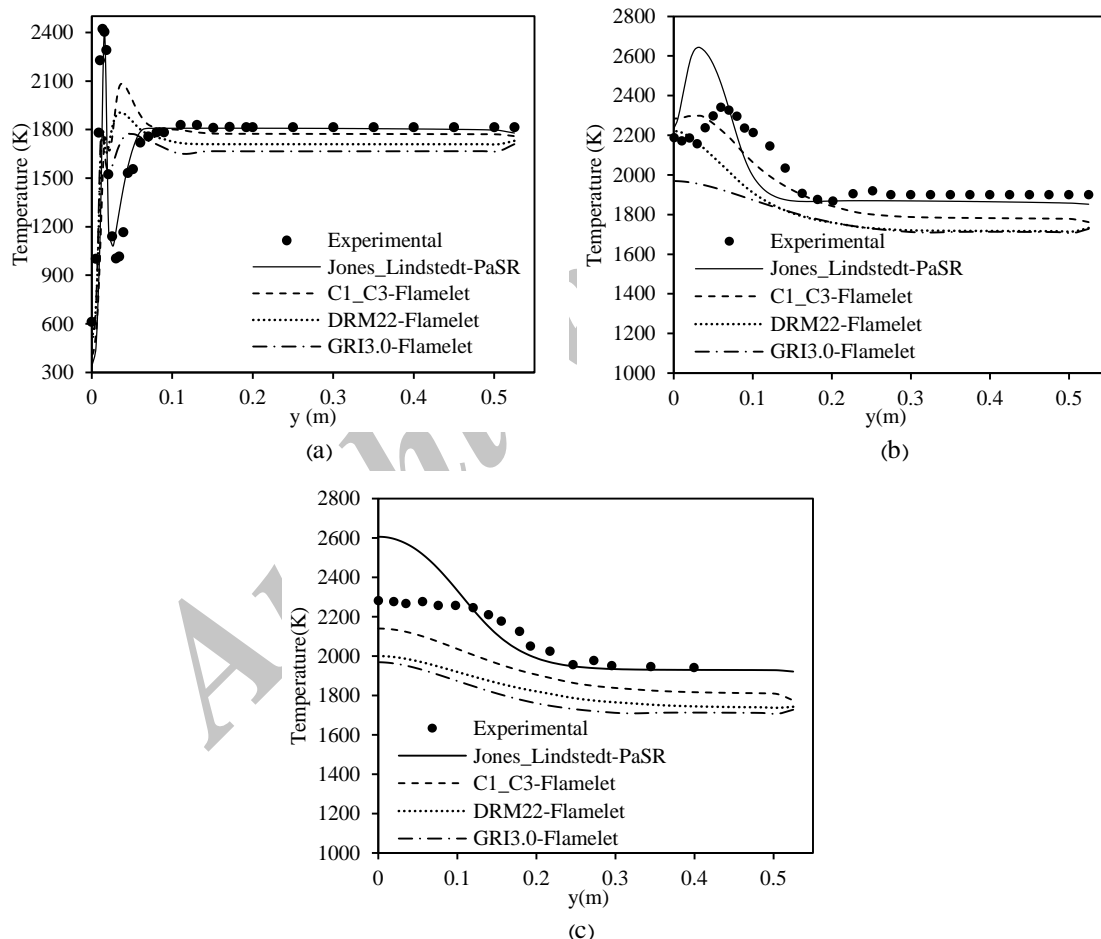 2400
2100
1800
1500
1200
900
600
300
Temperature (K)
Experimental
Jones_Lindstedt-PaSR
C1_C3-Flamelet
DRM22-Flamelet
GRI3.0-Flamelet
0 0.1 0.2 0.3 0.4 0.5
y (m)
(a)
2800
2600
2400
2200
2000
1800
1600
1400
1200
1000
Temperature (K)
Experimental
Jones_Lindstedt-PaSR
C1_C3-Flamelet
DRM22-Flamelet
GRI3.0-Flamelet
0 0.1 0.2 0.3 0.4 0.5
y(m)
(b)
2800
2600
2400
2200
2000
1800
1600
1400
1200
1000
Temperature(K)
Experimental
Jones_Lindstedt-PaSR
C1_C3-Flamelet
DRM22-Flamelet
GRI3.0-Flamelet
0 0.1 0.2 0.3 0.4 0.5
y(m)
(c)